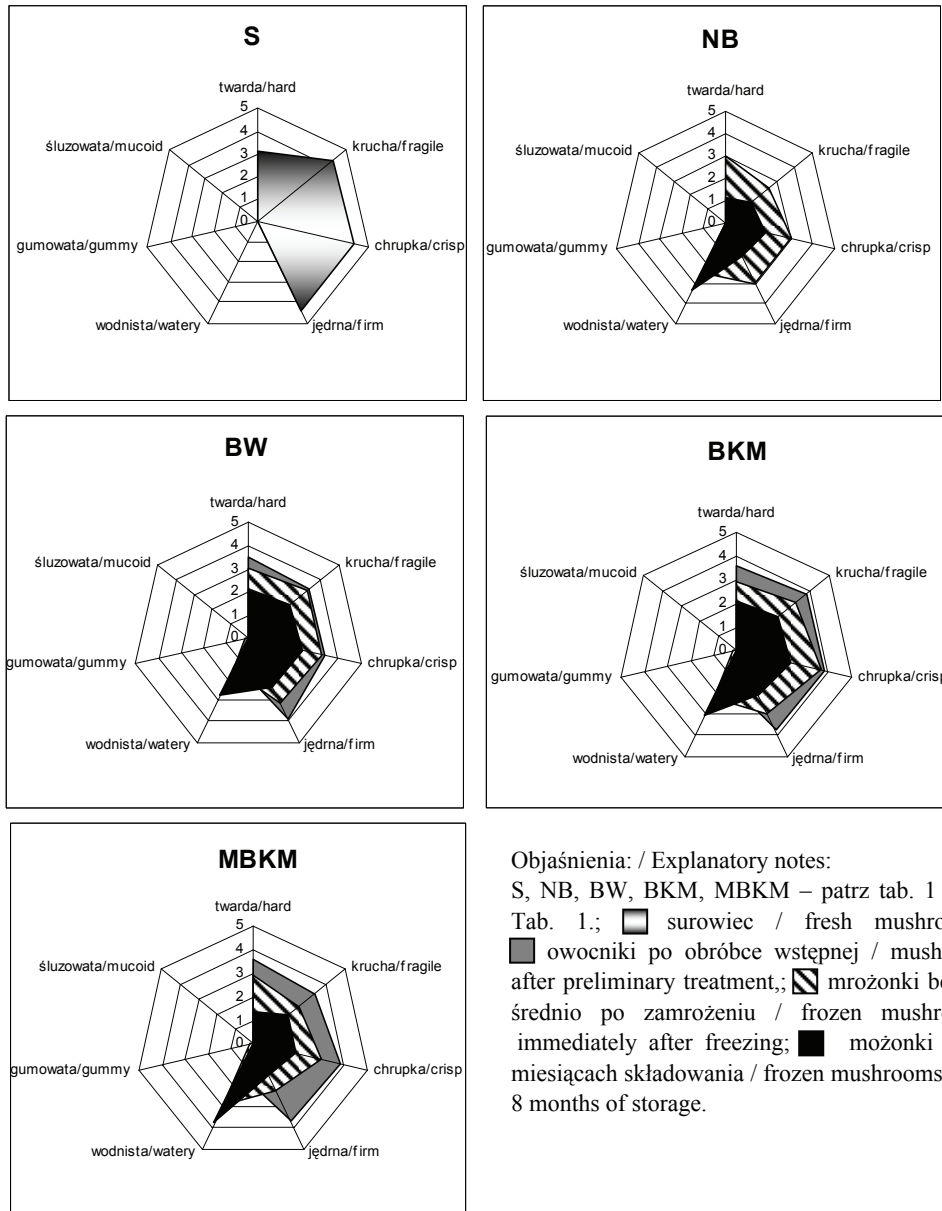 S
twarda/hard
5
4
3
2
1
0
krucha/fragile
chrupka/crisp
jędrna/firm
wodnista/watery
gumowata/gummy
śluzowata/mucoid
NB
twarda/hard
5
4
3
2
1
0
krucha/fragile
chrupka/crisp
jędrna/firm
wodnista/watery
gumowata/gummy
śluzowata/mucoid
BW
twarda/hard
5
4
3
2
1
0
krucha/fragile
chrupka/crisp
jędrna/firm
wodnista/watery
gumowata/gummy
śluzowata/mucoid
BKM
twarda/hard
5
4
3
2
1
0
krucha/fragile
chrupka/crisp
jędrna/firm
wodnista/watery
gumowata/gummy
śluzowata/mucoid
MBKM
twarda/hard
5
4
3
2
1
0
krucha/fragile
chrupka/crisp
jędrna/firm
wodnista/watery
gumowata/gummy
śluzowata/mucoid
Objaśnienia: / Explanatory notes:
S, NB, BW, BKM, MBKM – patrz tab. 1
Tab. 1.; surowiec / fresh
owocniki po obróbce wstępnej /
after preliminary treatment,; mrożonki
średnio po zamrożeniu / frozen
immediately after freezing; możonki
miesiącach składowania / frozen mushrooms
8 months of storage.